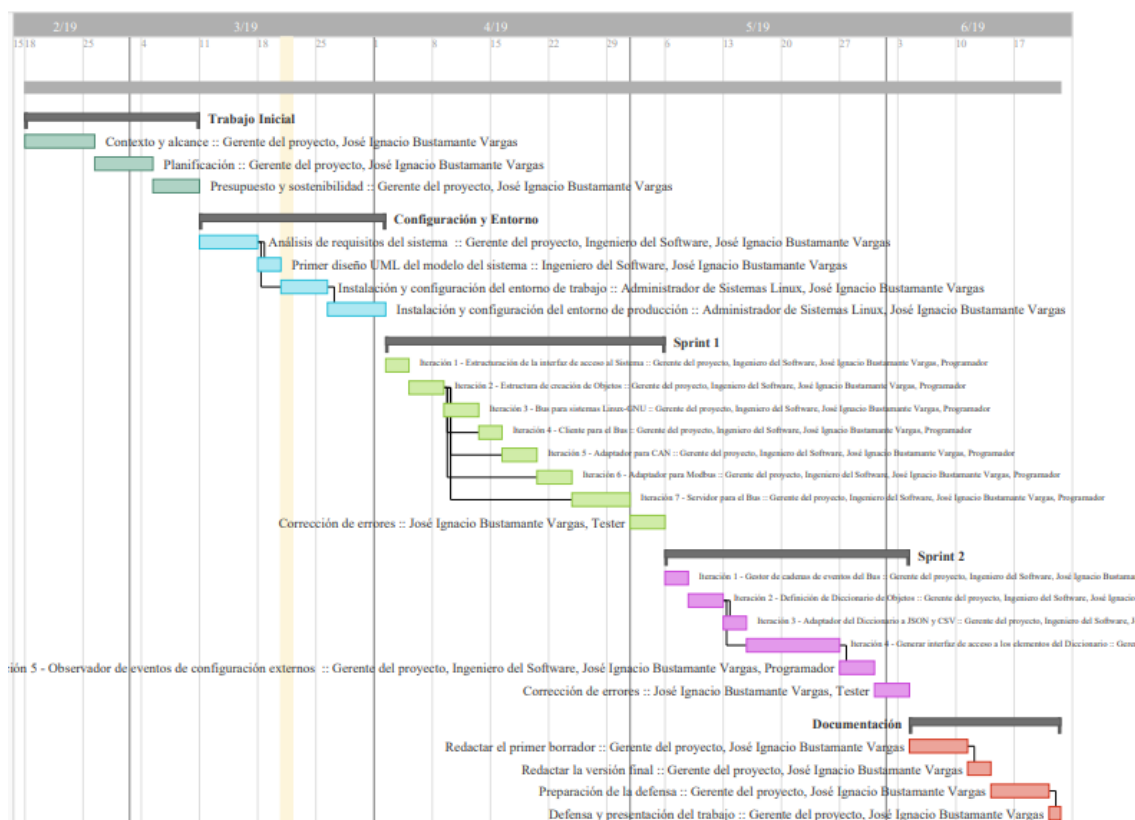 2/19 3/19 4/19 5/19 6/19
15 18 25 4 11 18 25 1 8 15 22 29 6 13 20 27 3 10 17
Trabajo Inicial
Contexto y alcance :: Gerente del proyecto, José Ignacio Bustamante Vargas
Planificación :: Gerente del proyecto, José Ignacio Bustamante Vargas
Presupuesto y sostenibilidad :: Gerente del proyecto, José Ignacio Bustamante Vargas
Configuración y Entorno
Análisis de requisitos del sistema :: Gerente del proyecto, Ingeniero del Software, José Ignacio Bustamante Vargas
Primer diseño UML del modelo del sistema :: Ingeniero del Software, José Ignacio Bustamante Vargas
Instalación y configuración del entorno de trabajo :: Administrador de Sistemas Linux, José Ignacio Bustamante Vargas
Instalación y configuración del entorno de producción :: Administrador de Sistemas Linux, José Ignacio Bustamante Vargas
Sprint 1
Iteración 1 - Estructuración de la interfaz de acceso al Sistema :: Gerente del proyecto, Ingeniero del Software, José Ignacio Bustamante Vargas, Programador
Iteración 2 - Estructura de creación de Objetos :: Gerente del proyecto, Ingeniero del Software, José Ignacio Bustamante Vargas, Programador
Iteración 3 - Bus para sistemas Linux-GNU :: Gerente del proyecto, Ingeniero del Software, José Ignacio Bustamante Vargas, Programador
Iteración 4 - Cliente para el Bus :: Gerente del proyecto, Ingeniero del Software, José Ignacio Bustamante Vargas, Programador
Iteración 5 - Adaptador para CAN :: Gerente del proyecto, Ingeniero del Software, José Ignacio Bustamante Vargas, Programador
Iteración 6 - Adaptador para Modbus :: Gerente del proyecto, Ingeniero del Software, José Ignacio Bustamante Vargas, Programador
Iteración 7 - Servidor para el Bus :: Gerente del proyecto, Ingeniero del Software, José Ignacio Bustamante Vargas, Programador
Corrección de errores :: José Ignacio Bustamante Vargas, Tester
Sprint 2
Iteración 1 - Gestor de cadenas de eventos del Bus :: Gerente del proyecto, Ingeniero del Software, José Ignacio Bustama
Iteración 2 - Definición de Diccionario de Objetos :: Gerente del proyecto, Ingeniero del Software, José Ignacio
Iteración 3 - Adaptador del Diccionario a JSON y CSV :: Gerente del proyecto, Ingeniero del Software, J
Iteración 4 - Generar interfaz de acceso a los elementos del Diccionario :: Gere
ción 5 - Observador de eventos de configuración externos :: Gerente del proyecto, Ingeniero del Software, José Ignacio Bustamante Vargas, Programador
Corrección de errores :: José Ignacio Bustamante Vargas, Tester
Documentación
Redactar el primer borrador :: Gerente del proyecto, José Ignacio Bustamante Vargas
Redactar la versión final :: Gerente del proyecto, José Ignacio Bustamante Vargas
Preparación de la defensa :: Gerente del proyecto, José Ignacio Bustamante Vargas
Defensa y presentación del trabajo :: Gerente del proyecto, José Ignacio Bustamante Vargas